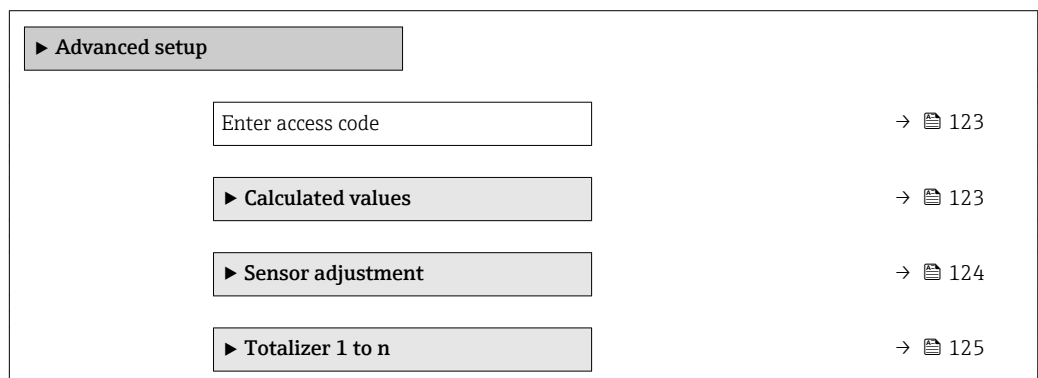 ▶ Advanced setup
Enter access code → 123
▶ Calculated values → 123
▶ Sensor adjustment → 124
▶ Totalizer 1 to n → 125